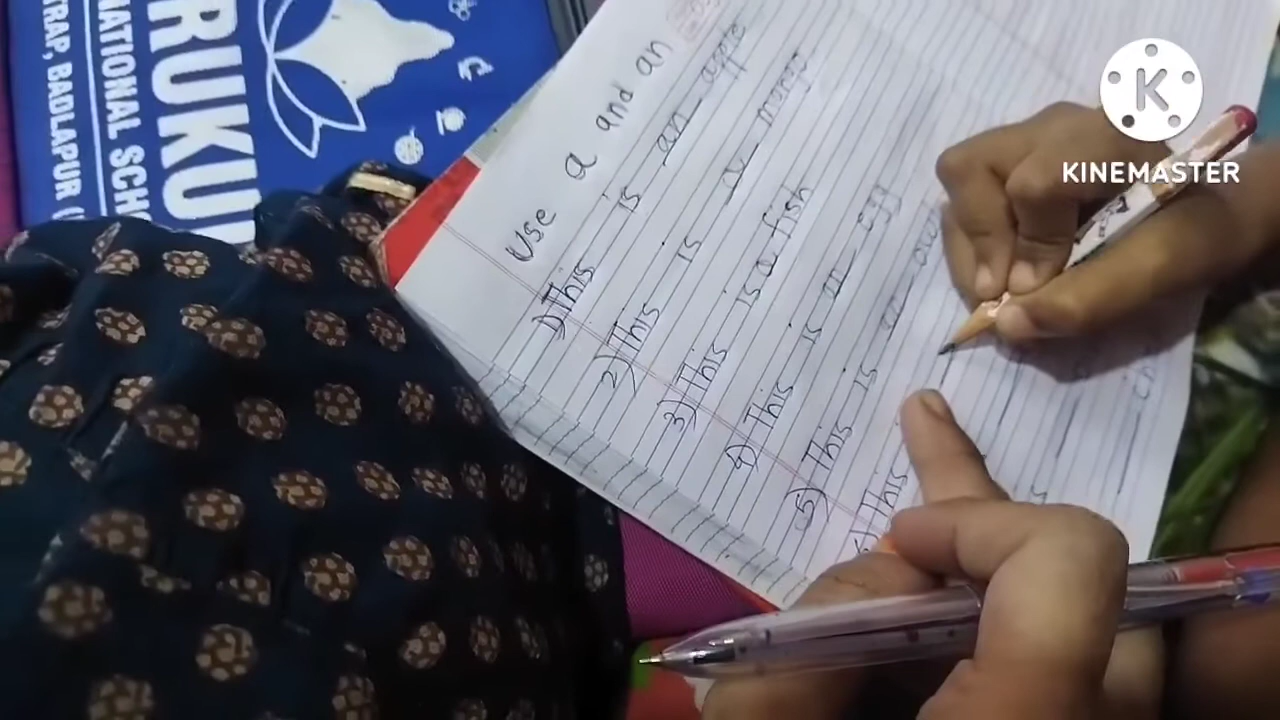 RUKU
NATIONAL SCH
TRAP, BADLAPUR (
Use a and an
1) This is an apple
2) This is a mango
3) This is a fish
4) This is an egg
5) This is
6) This
KINEMASTER